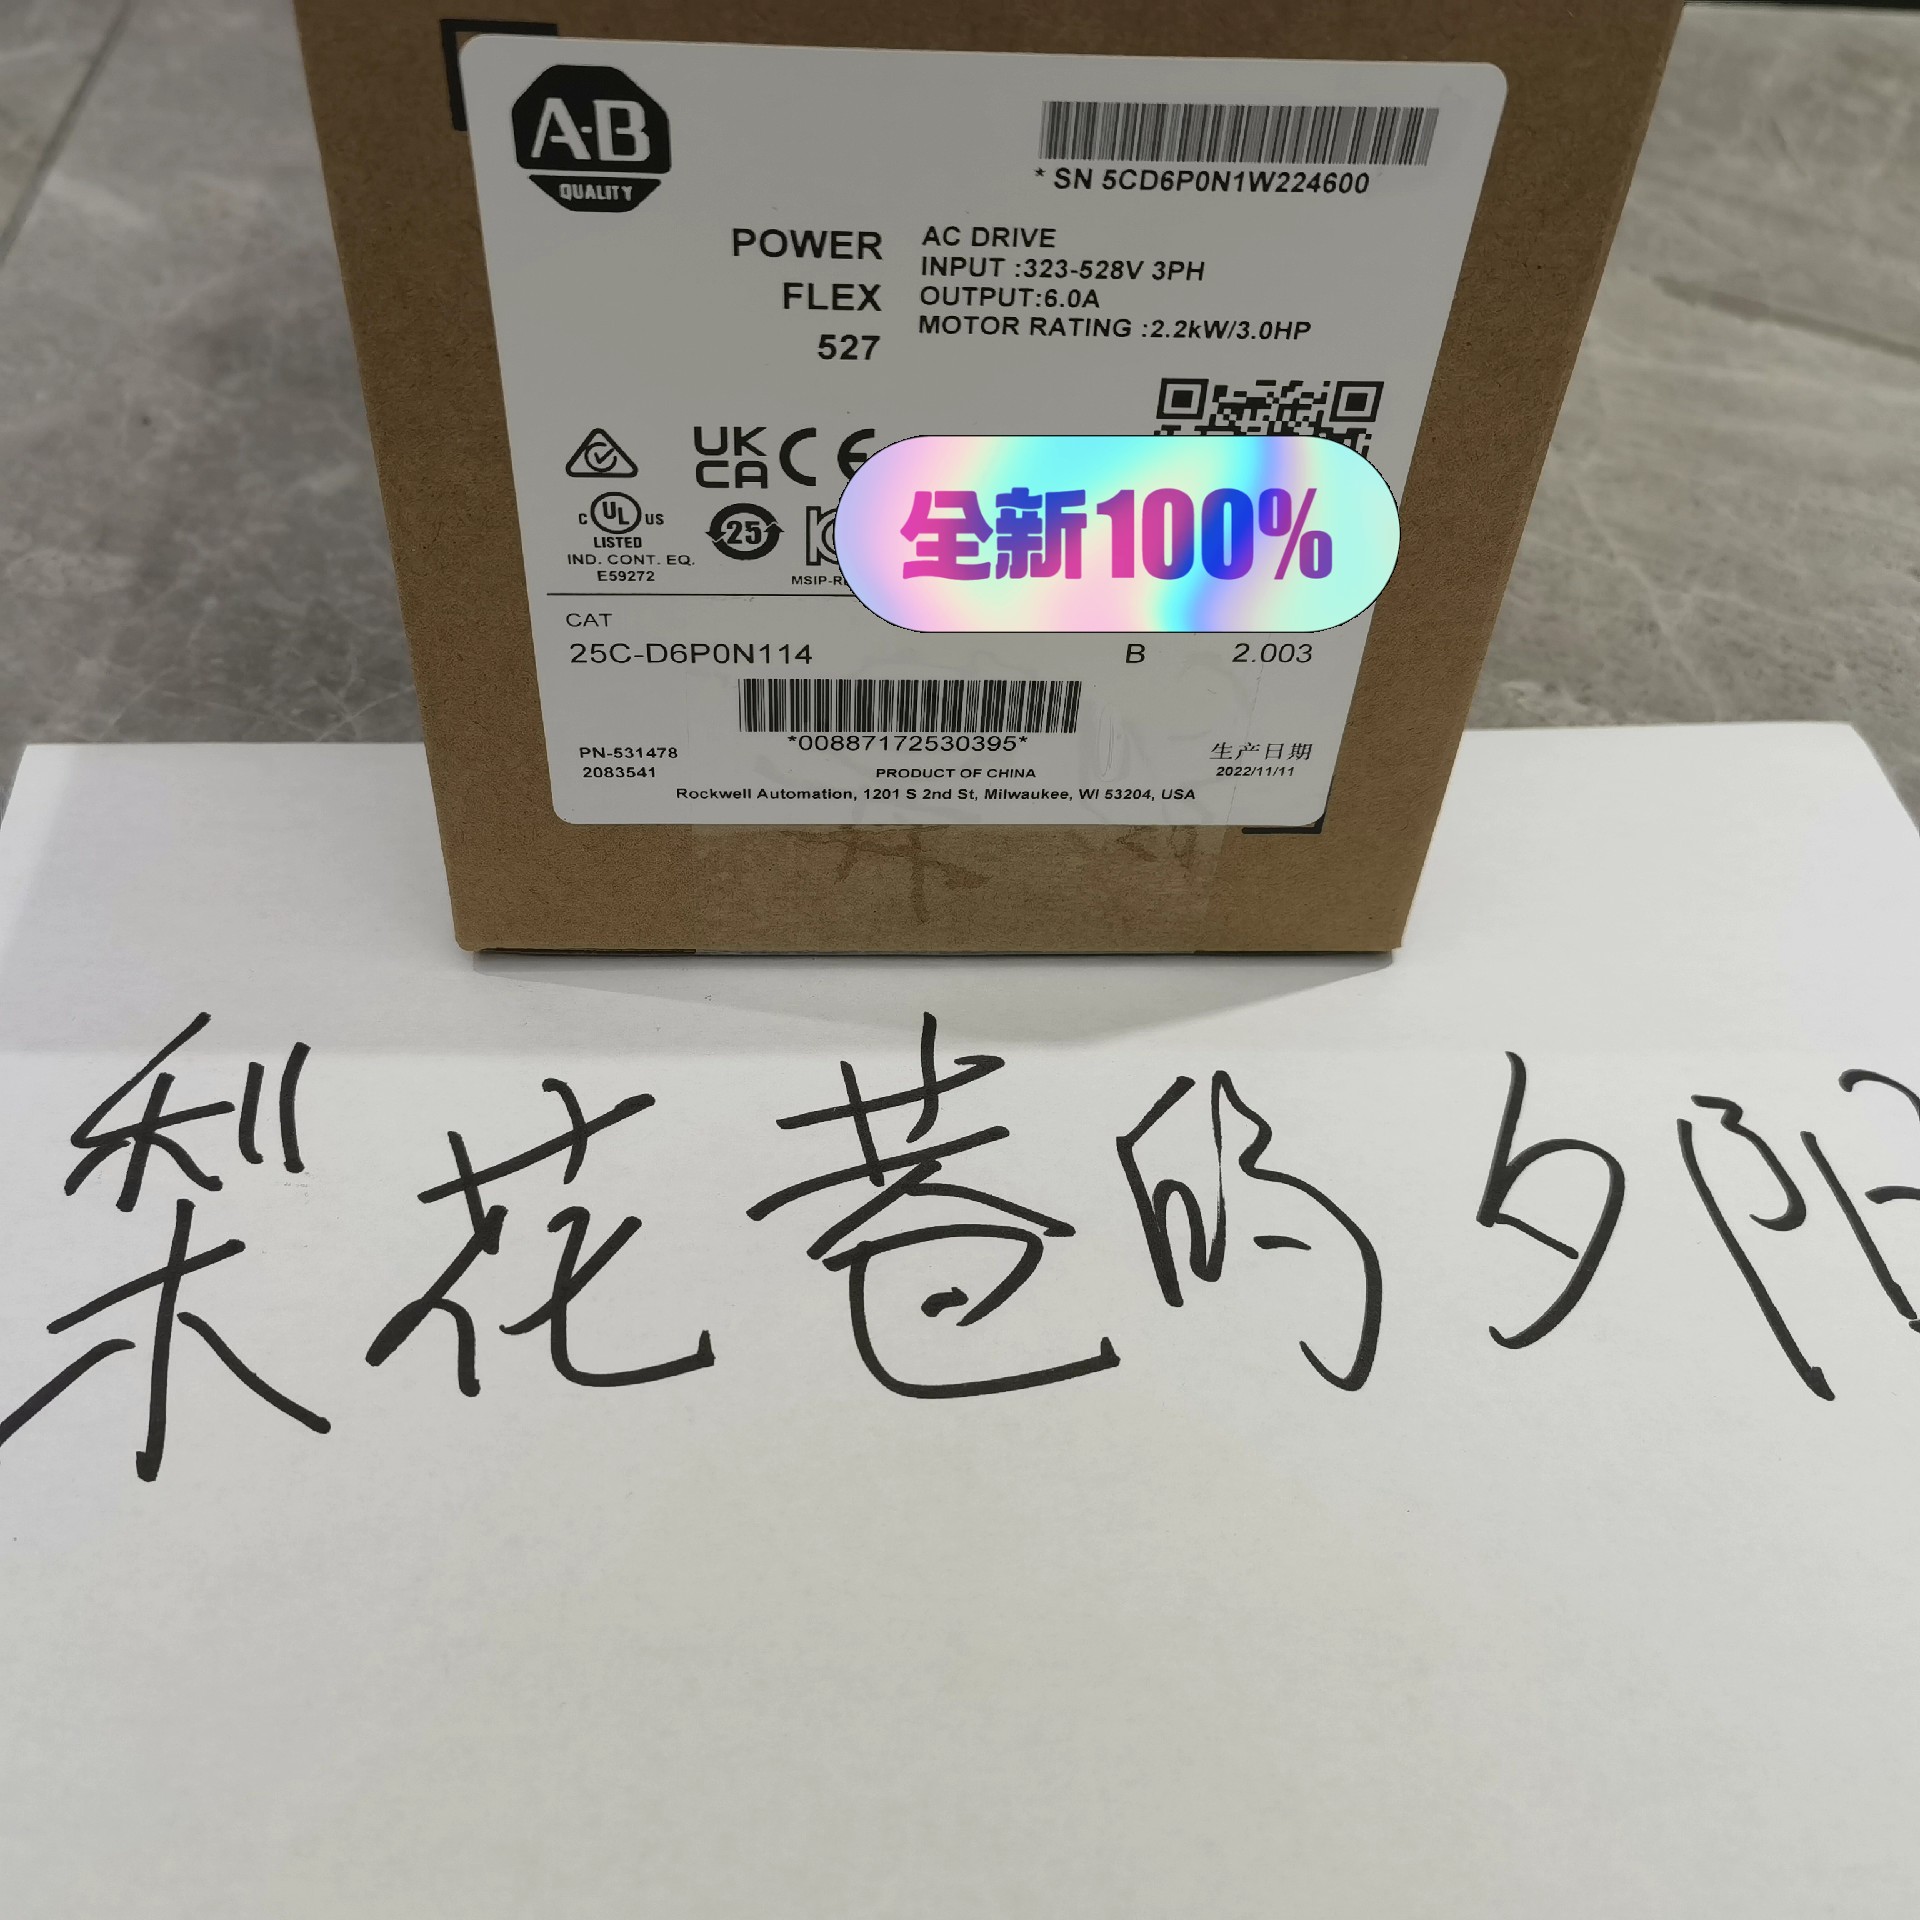 A-B
QUALITY
* SN 5CD6P0N1W224600
POWER
FLEX
527
AC DRIVE
INPUT :323-528V 3PH
OUTPUT:6.0A
MOTOR RATING :2.2kW/3.0HP
UK
CA
CE
C UL US
LISTED
IND. CONT. EQ.
E59272
25
MSIP-R
全新100%
CAT
25C-D6P0N114
B
2.003
*00887172530395*
PN-531478
2083541
PRODUCT OF CHINA
生产日期
2022/11/11
Rockwell Automation, 1201 S 2nd St, Milwaukee, WI 53204, USA
梨花巷的夕阳